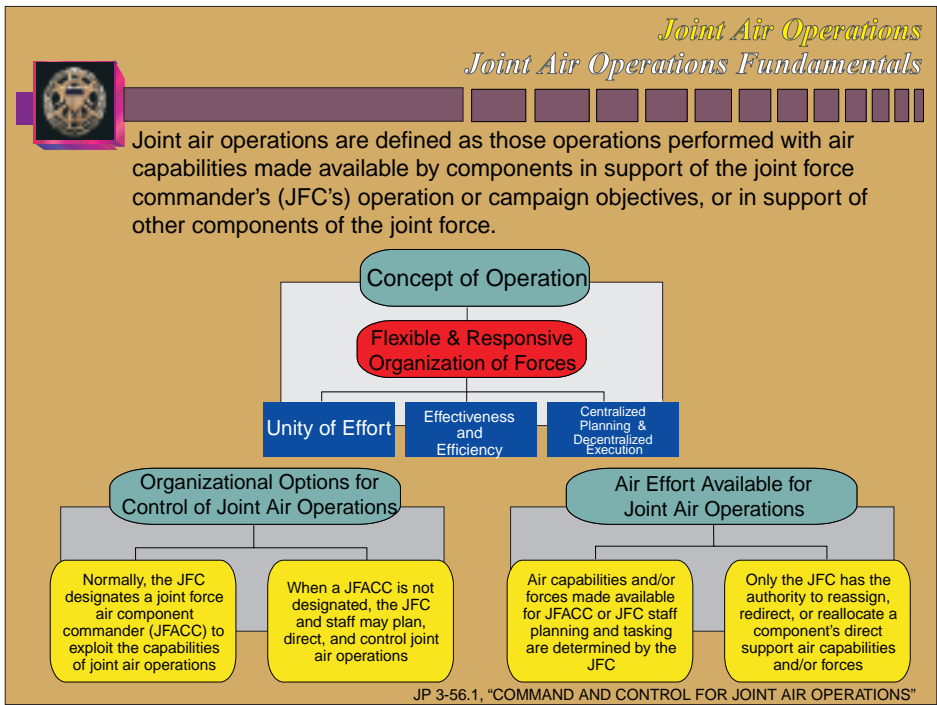 Joint Air Operations
Joint Air Operations Fundamentals
Joint air operations are defined as those operations performed with air
capabilities made available by components in support of the joint force
commander's (JFC's) operation or campaign objectives, or in support of
other components of the joint force.
Concept of Operation
Flexible & Responsive
Organization of Forces
Unity of Effort
Effectiveness
and
Efficiency
Centralized
Planning &
Decentralized
Execution
Organizational Options for
Control of Joint Air Operations
Normally, the JFC
designates a joint force
air component
commander (JFACC) to
exploit the capabilities
of joint air operations
When a JFACC is not
designated, the JFC
and staff may plan,
direct, and control joint
air operations
Air Effort Available for
Joint Air Operations
Air capabilities and/or
forces made available
for JFACC or JFC staff
planning and tasking
are determined by the
JFC
Only the JFC has the
authority to reassign,
redirect, or reallocate a
component's direct
support air capabilities
and/or forces
JP 3-56.1, “COMMAND AND CONTROL FOR JOINT AIR OPERATIONS”